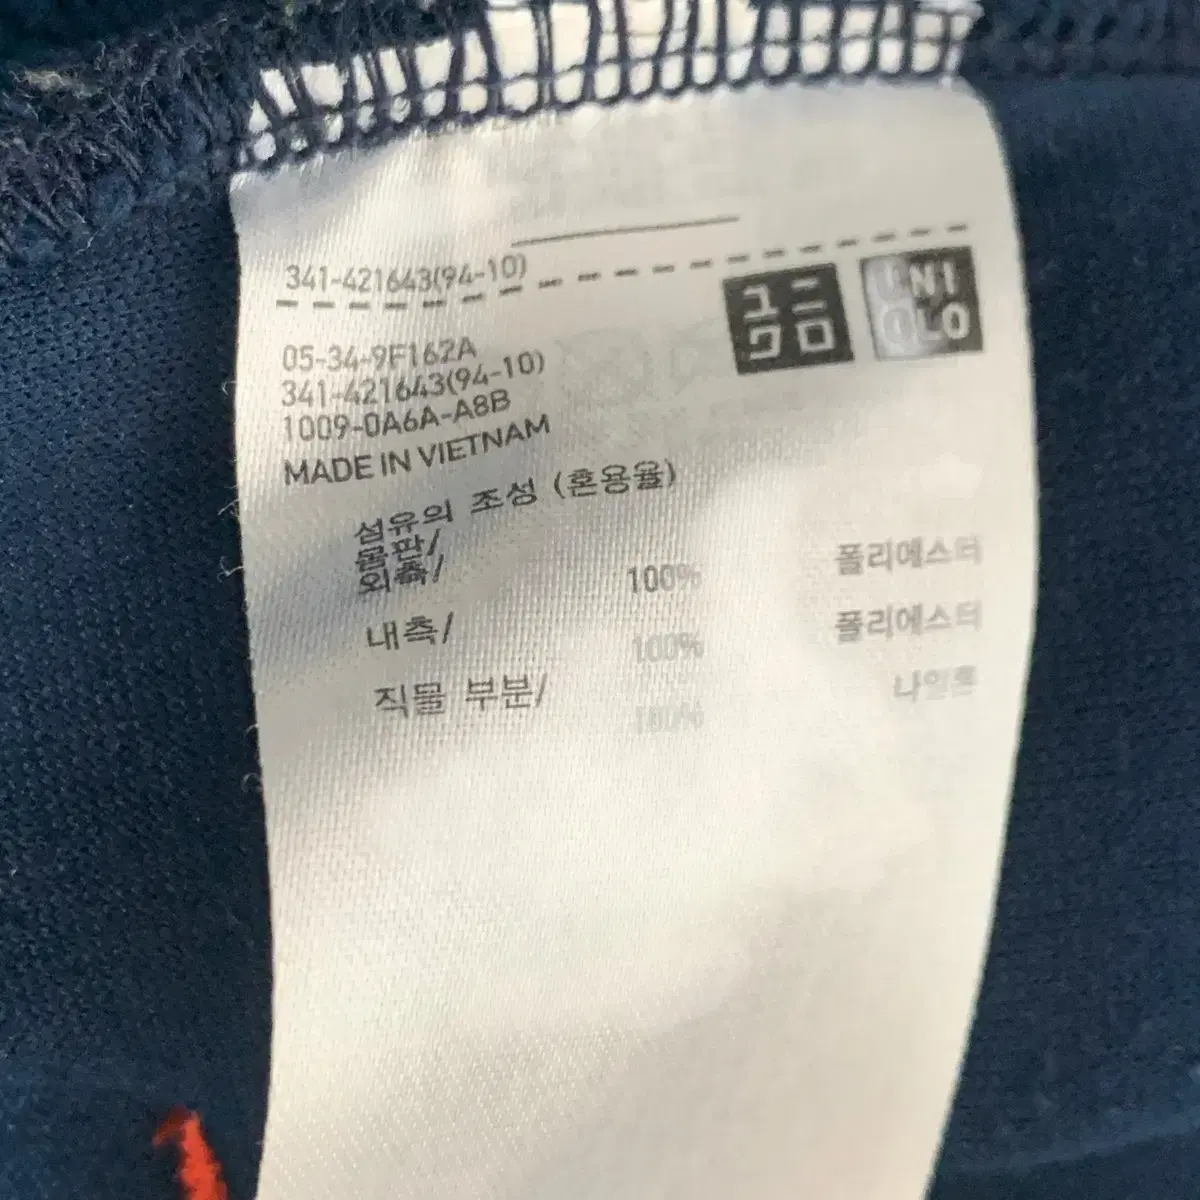 341-421643(94-10)
ユニ
クロ
UNI
QLO
05-34-9F162A
341-421643(94-10)
1009-0A6A-A8B
MADE IN VIETNAM
섬유의 조성 (혼용율)
몸판/
외측/ 100% 폴리에스터
내측/ 100% 폴리에스터
직물 부분/ 100% 나일론